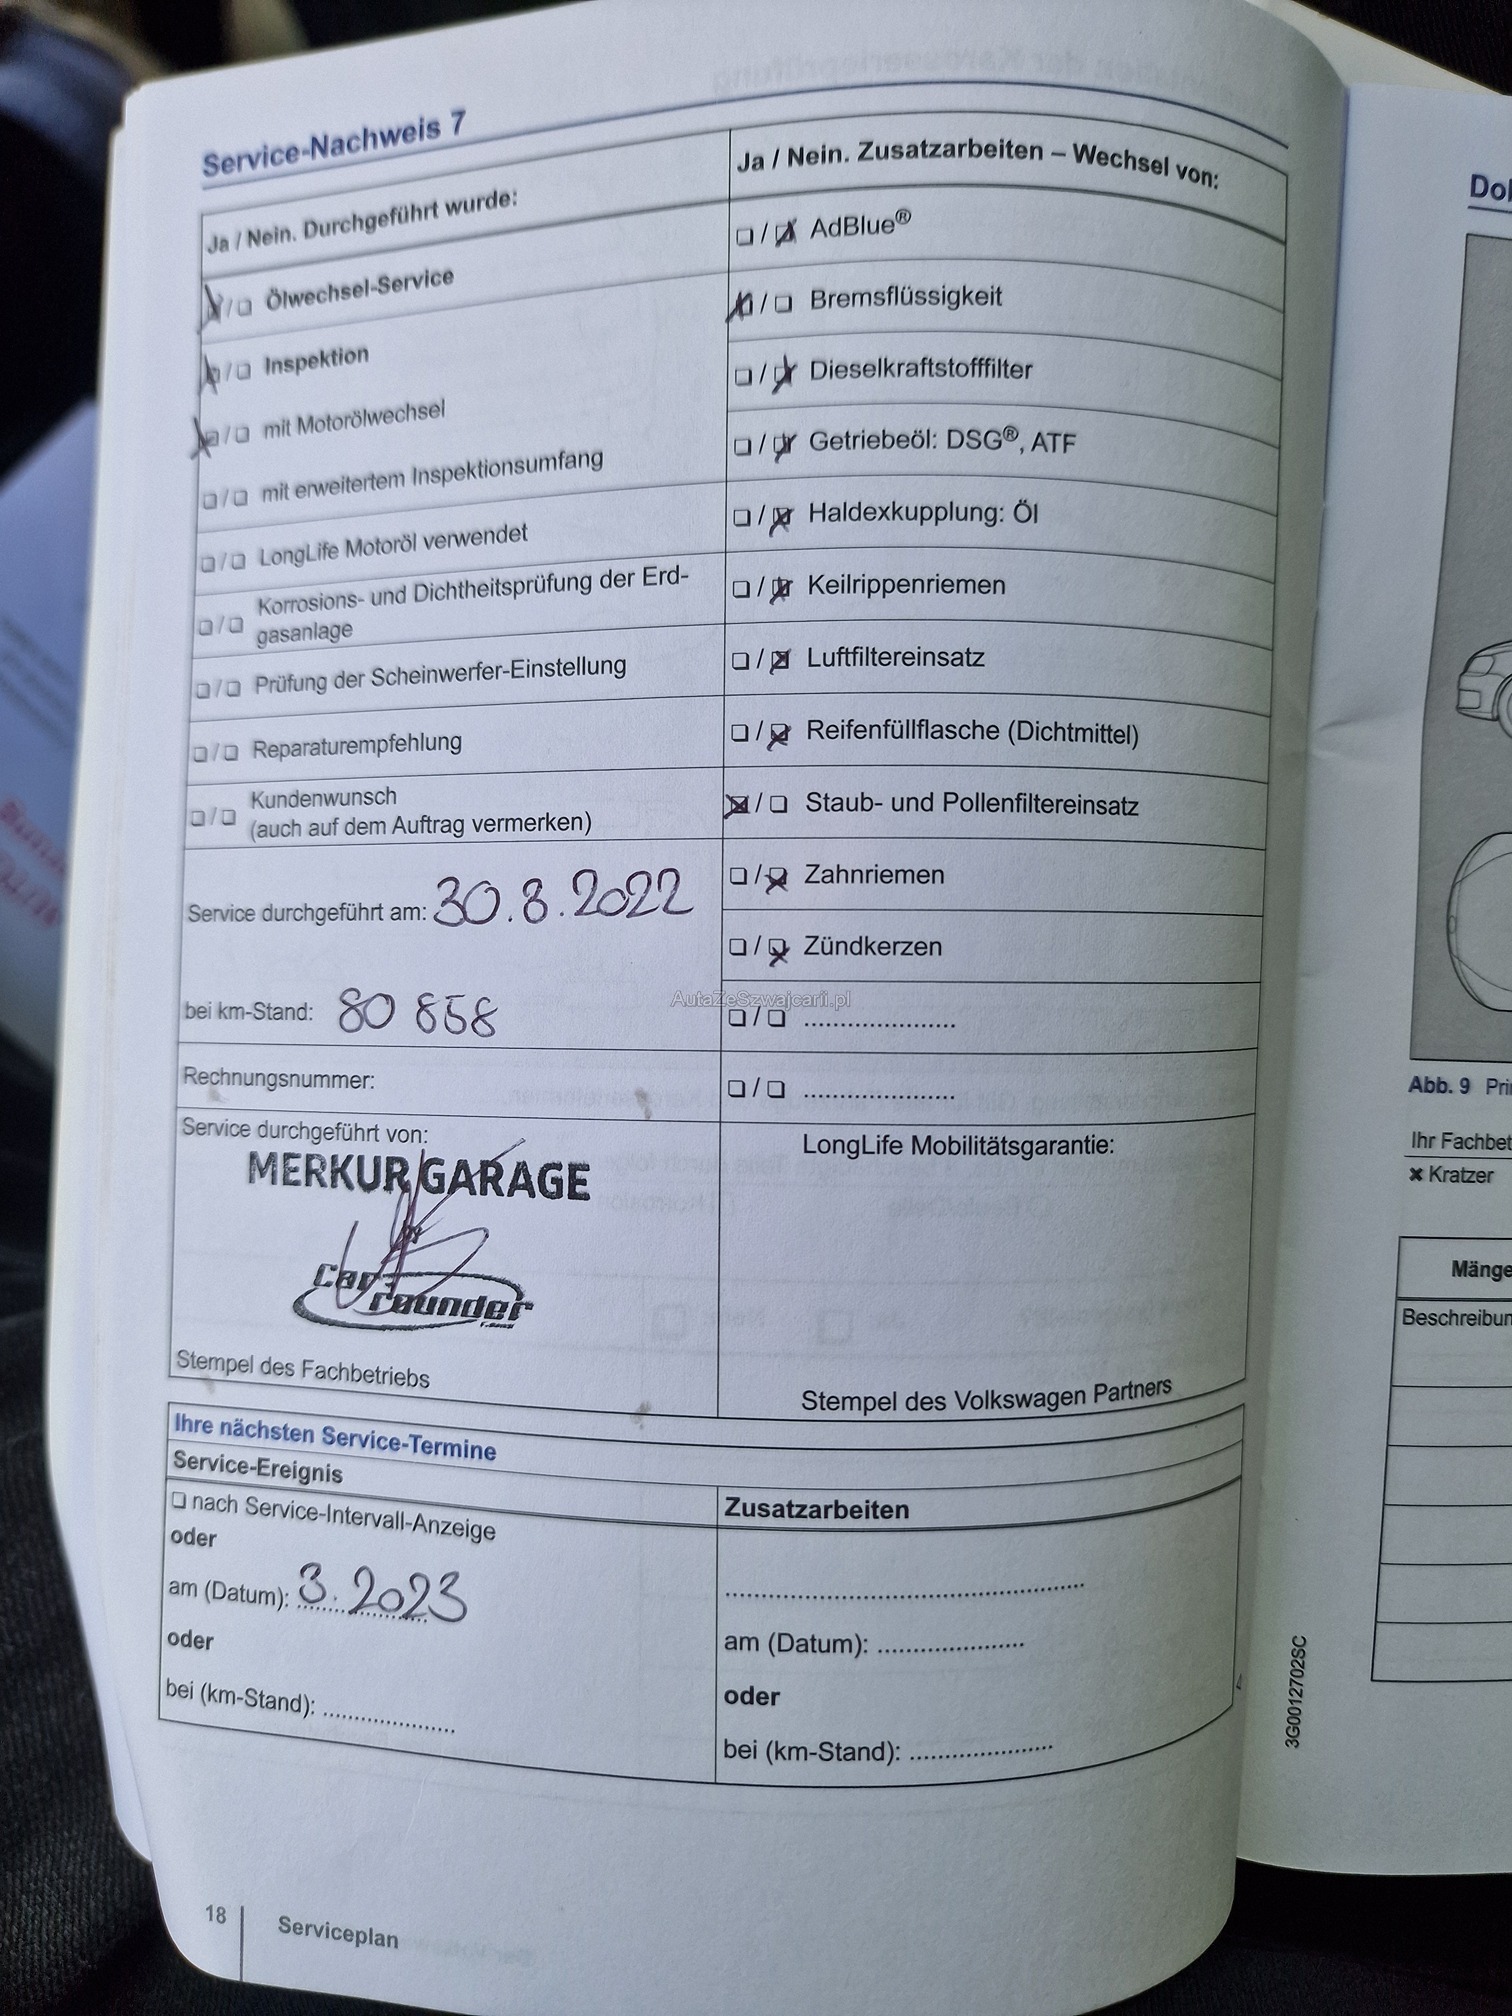 Service-Nachweis 7
Ja / Nein. Durchgeführt wurde:
Ölwechsel-Service
Inspektion
mit Motorölwechsel
mit erweitertem Inspektionsumfang
LongLife Motoröl verwendet
Korrosions- und Dichtheitsprüfung der Erd-
gasanlage
Prüfung der Scheinwerfer-Einstellung
Reparaturempfehlung
Kundenwunsch
(auch auf dem Auftrag vermerken)
Service durchgeführt am: 30.8.2022
bei km-Stand: 80 858
Rechnungsnummer:
Service durchgeführt von:
MERKUR GARAGE
Car
rounder
Stempel des Fachbetriebs
Ja / Nein. Zusatzarbeiten – Wechsel von:
AdBlue®
Bremsflüssigkeit
Dieselkraftstofffilter
Getriebeöl: DSG®, ATF
Haldexkupplung: Öl
Keilrippenriemen
Luftfiltereinsatz
Reifenfüllflasche (Dichtmittel)
Staub- und Pollenfiltereinsatz
Zahnriemen
Zündkerzen
AutaZeSzwajcarii.pl
LongLife Mobilitätsgarantie:
Stempel des Volkswagen Partners
Ihre nächsten Service-Termine
Service-Ereignis
nach Service-Intervall-Anzeige
oder
am (Datum): 3.2023
oder
bei (km-Stand): ....................
Zusatzarbeiten
am (Datum): ....................
oder
bei (km-Stand): ....................
18
Serviceplan
3G0012702SC
Abb. 9 Pri
Ihr Fachbet
Kratzer
Mänge
Beschreibun